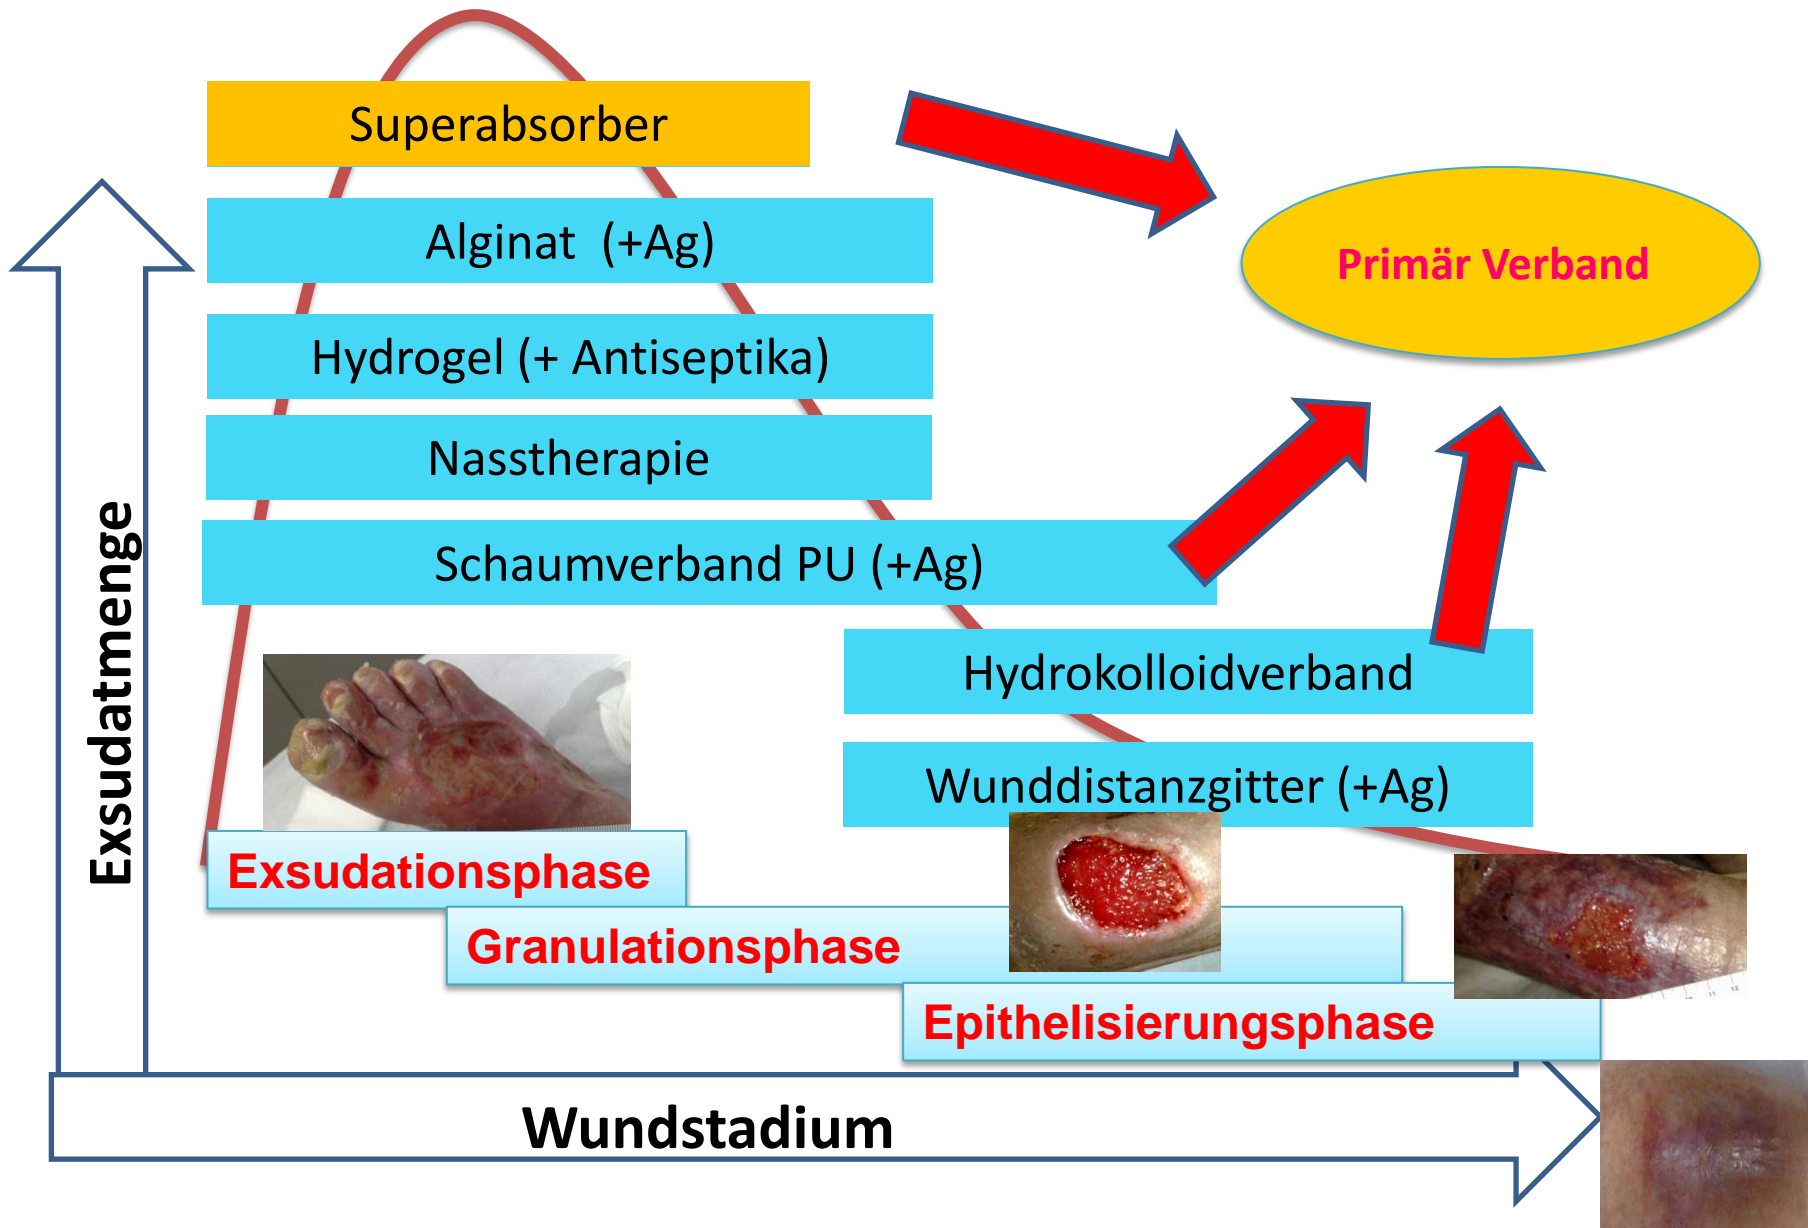 Superabsorber
Alginat (+Ag)
Primär Verband
Hydrogel (+ Antiseptika)
Nasstherapie
Schaumverband PU (+Ag)
Exsudatmenge
Hydrokolloidverband
Wunddistanzgitter (+Ag)
Exsudationsphase
Granulationsphase
Epithelisierungsphase
Wundstadium